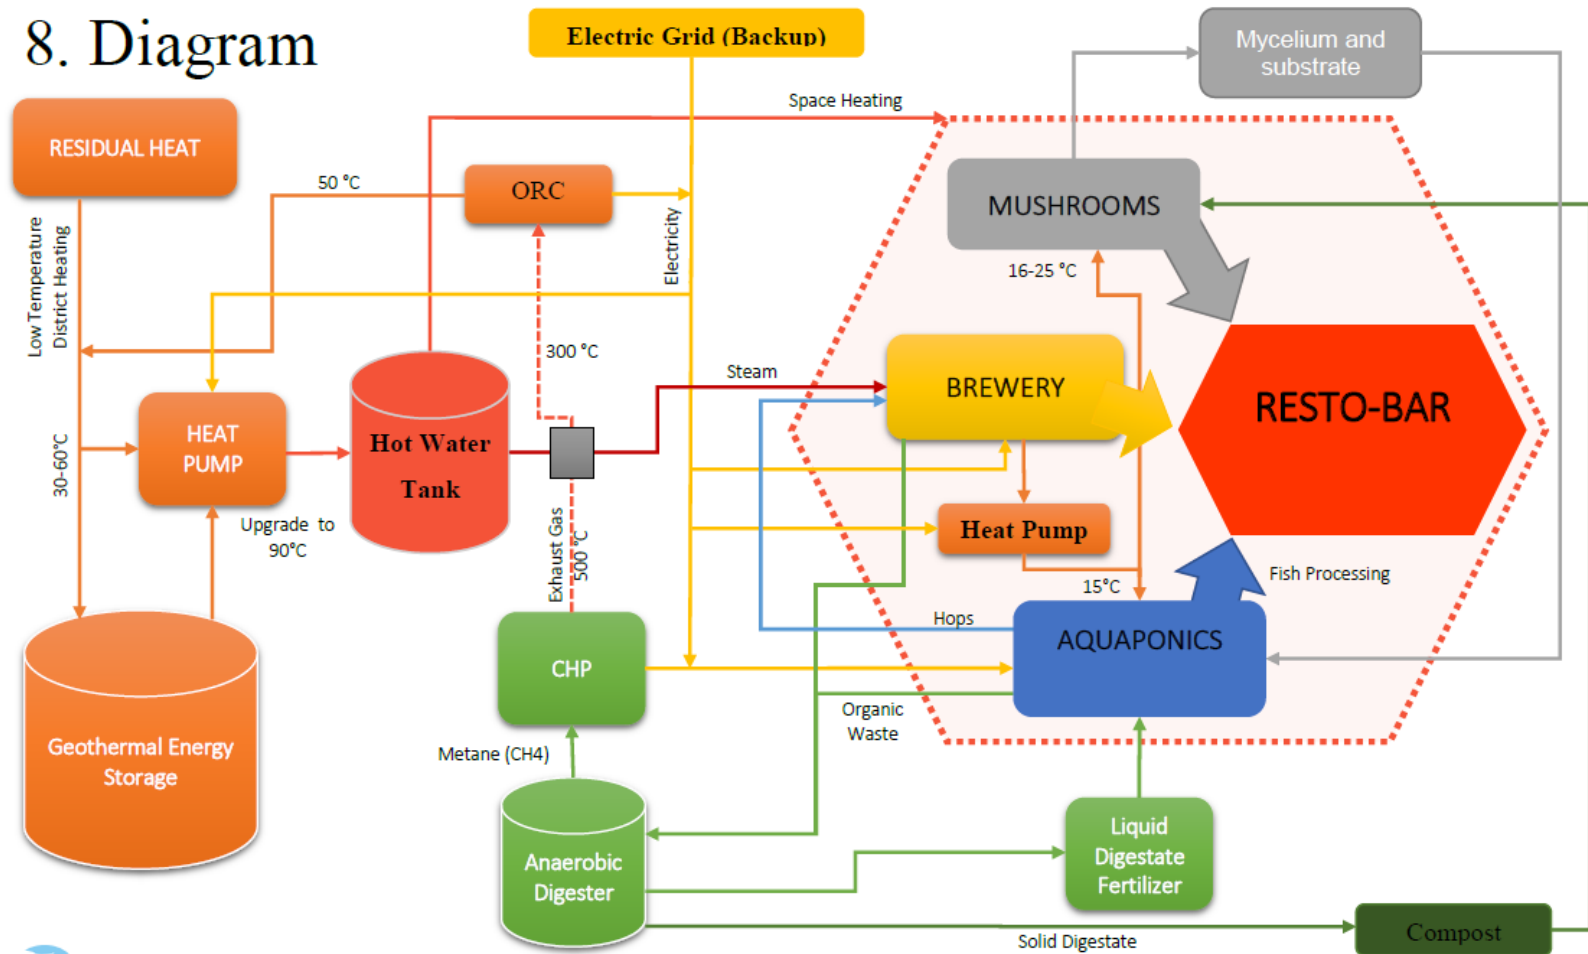 8. Diagram
Electric Grid (Backup)
Mycelium and
substrate
Space Heating
RESIDUAL HEAT
50 °C
ORC
MUSHROOMS
Low Temperature
District Heating
Electricity
16-25 °C
300 °C
Steam
BREWERY
RESTO-BAR
HEAT
PUMP
Hot Water
Tank
30-60°C
Upgrade to
90°C
Exhaust Gas
500 °C
Heat Pump
15°C
Fish Processing
Hops
AQUAPONICS
CHP
Organic
Waste
Geothermal Energy
Storage
Metane (CH4)
Anaerobic
Digester
Liquid
Digestate
Fertilizer
Solid Digestate
Compost